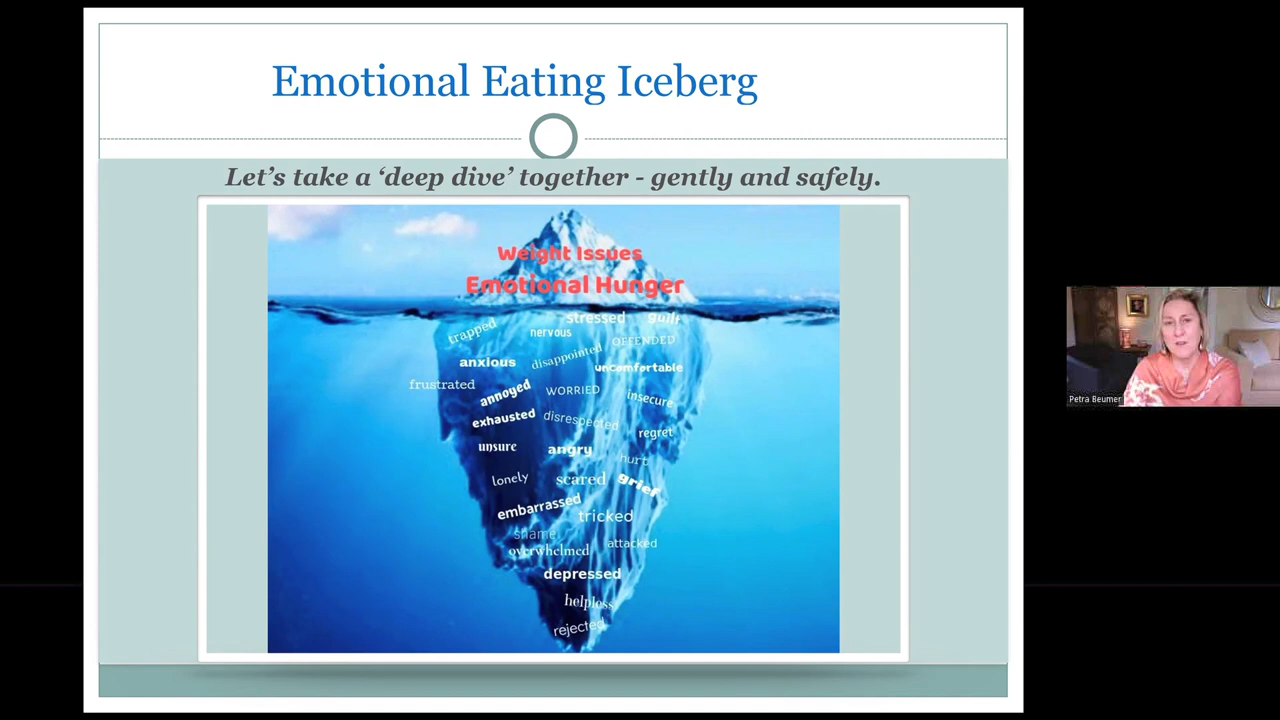 Emotional Eating Iceberg
Let's take a ‘deep dive’ together - gently and safely.
Weight Issues
Emotional Hunger
trapped
nervous
stressed
guilt
OFFENDED
anxious
disappointed
uncomfortable
frustrated
annoyed
WORRIED
insecure
exhausted
disrespected
regret
unsure
angry
hurt
lonely
scared
grief
embarrassed
tricked
shame
overwhelmed
attacked
depressed
helpless
rejected
Petra Beumer